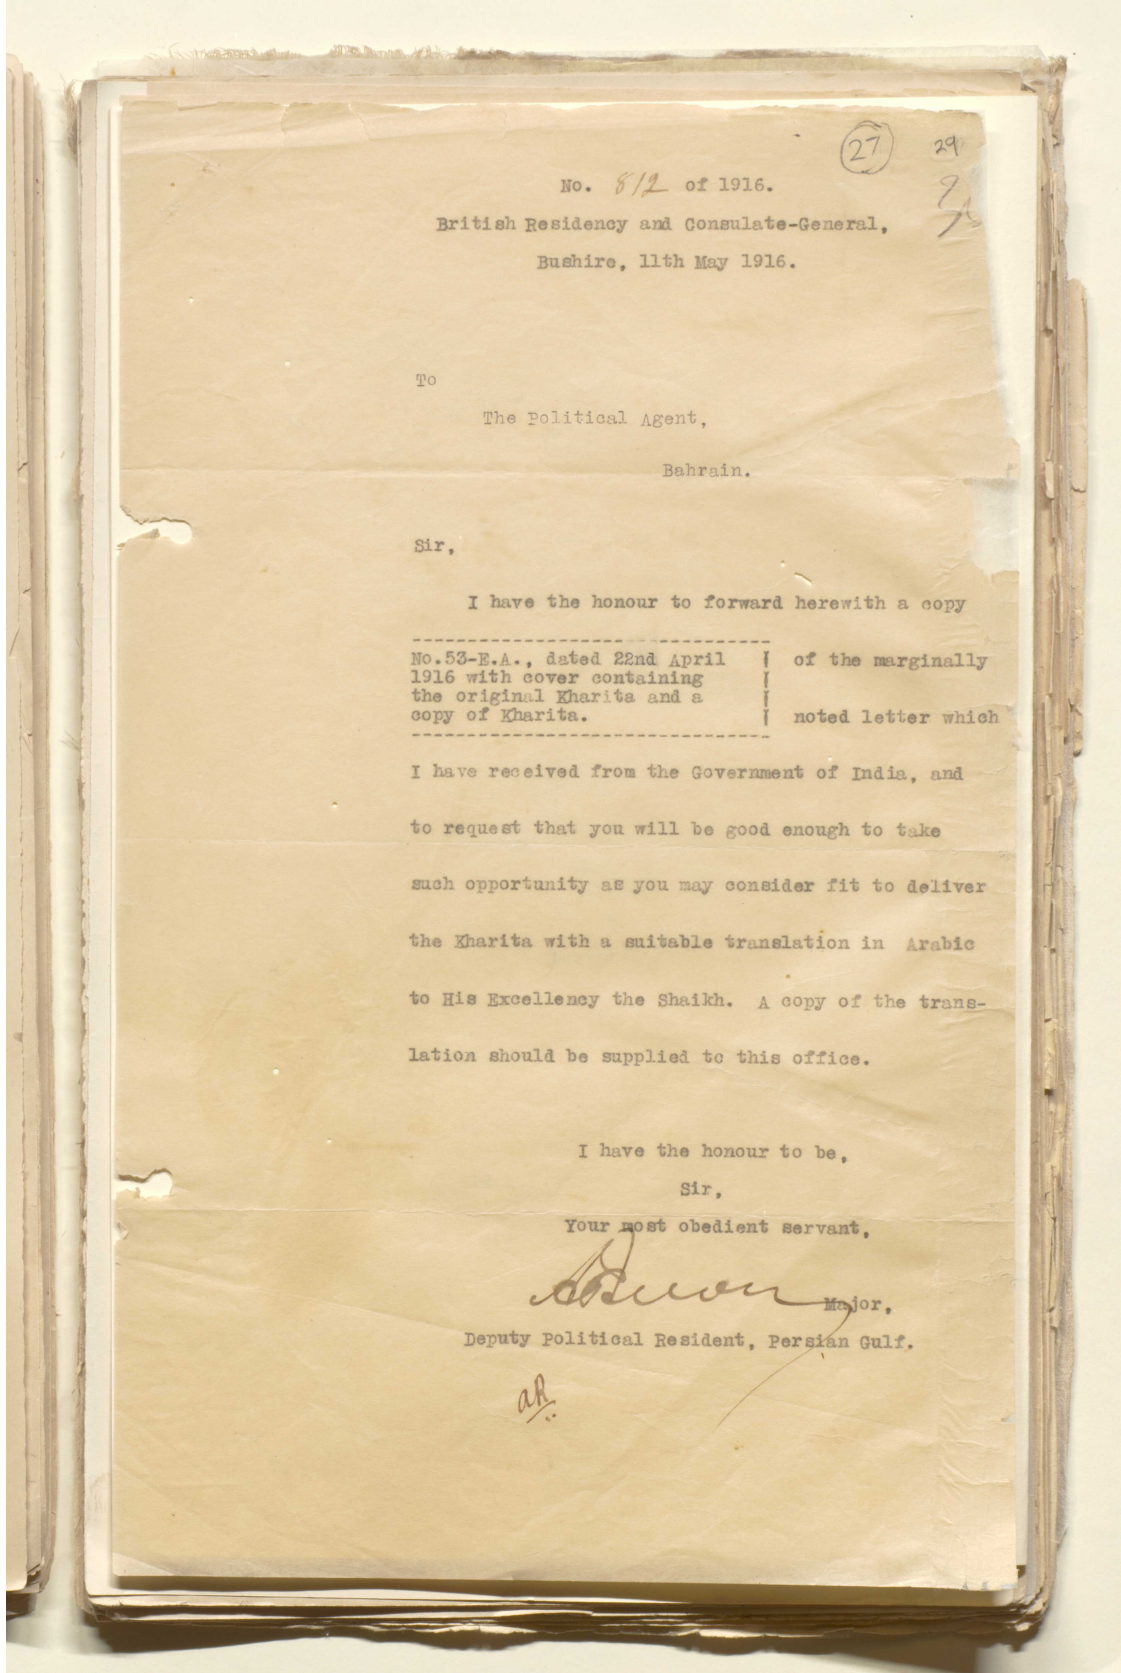 27
29
No. 812 of 1916.
British Residency and Consulate-General,
Bushire, 11th May 1916.
To
The Political Agent,
Bahrain.
Sir,
I have the honour to forward herewith a copy
No.53-E.A., dated 22nd April
1916 with cover containing
the original Kharita and a
copy of Kharita.
of the marginally
noted letter which
I have received from the Government of India, and
to request that you will be good enough to take
such opportunity as you may consider fit to deliver
the Kharita with a suitable translation in Arabic
to His Excellency the Shaikh. A copy of the trans-
lation should be supplied to this office.
I have the honour to be,
Sir,
Your most obedient servant,
Major,
Deputy Political Resident, Persian Gulf.